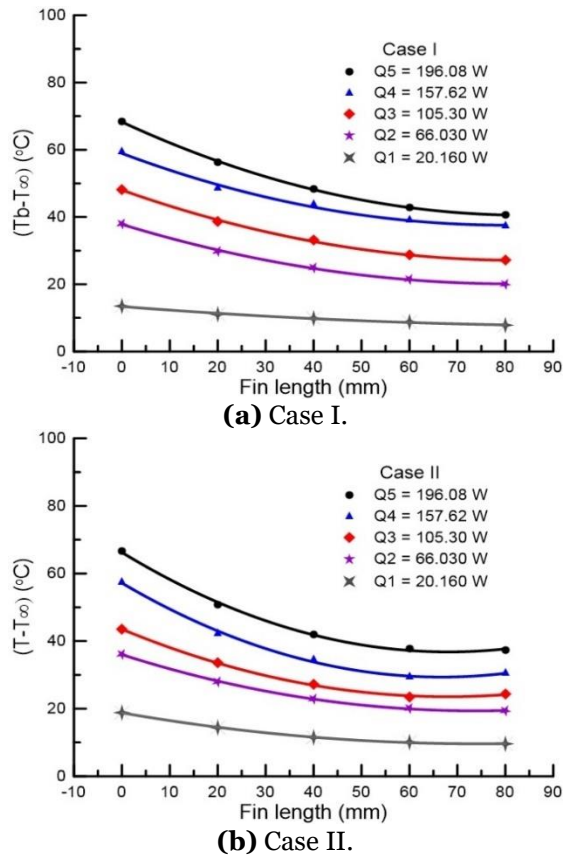 Case I
Q5 = 196.08 W
Q4 = 157.62 W
Q3 = 105.30 W
Q2 = 66.030 W
Q1 = 20.160 W
(Tb-T∞) (°C)
100
80
60
40
20
0
-10 0 10 20 30 40 50 60 70 80 90
Fin length (mm)
(a) Case I.
Case II
Q5 = 196.08 W
Q4 = 157.62 W
Q3 = 105.30 W
Q2 = 66.030 W
Q1 = 20.160 W
(T-T∞) (°C)
100
80
60
40
20
0
-10 0 10 20 30 40 50 60 70 80 90
Fin length (mm)
(b) Case II.